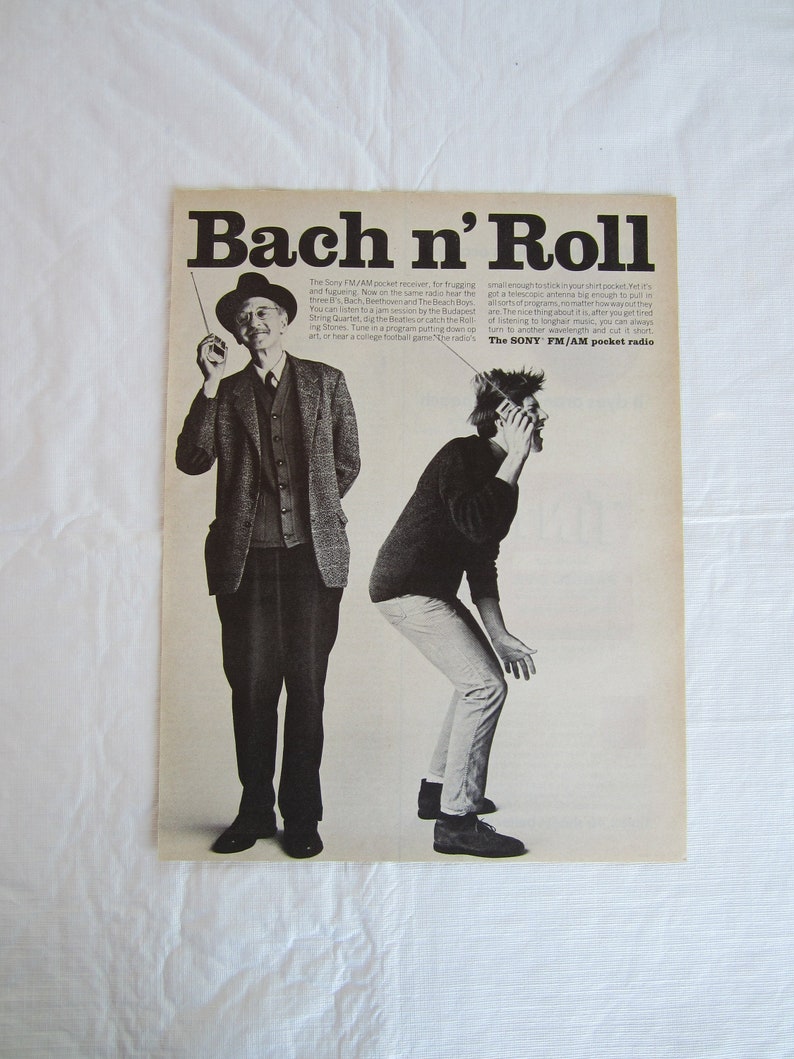 Bach n' Roll
The Sony FM/AM pocket receiver, for frugging
and fugueing. Now on the same radio hear the
three B's, Bach, Beethoven and The Beach Boys.
You can listen to a jam session by the Budapest
String Quartet, dig the Beatles or catch the Roll-
ing Stones. Tune in a program putting down op
art, or hear a college football game. The radio's
small enough to stick in your shirt pocket. Yet it's
got a telescopic antenna big enough to pull in
all sorts of programs, no matter how way out they
are. The nice thing about it is, after you get tired
of listening to longhair music, you can always
turn to another wavelength and cut it short.
The SONY® FM/AM pocket radio